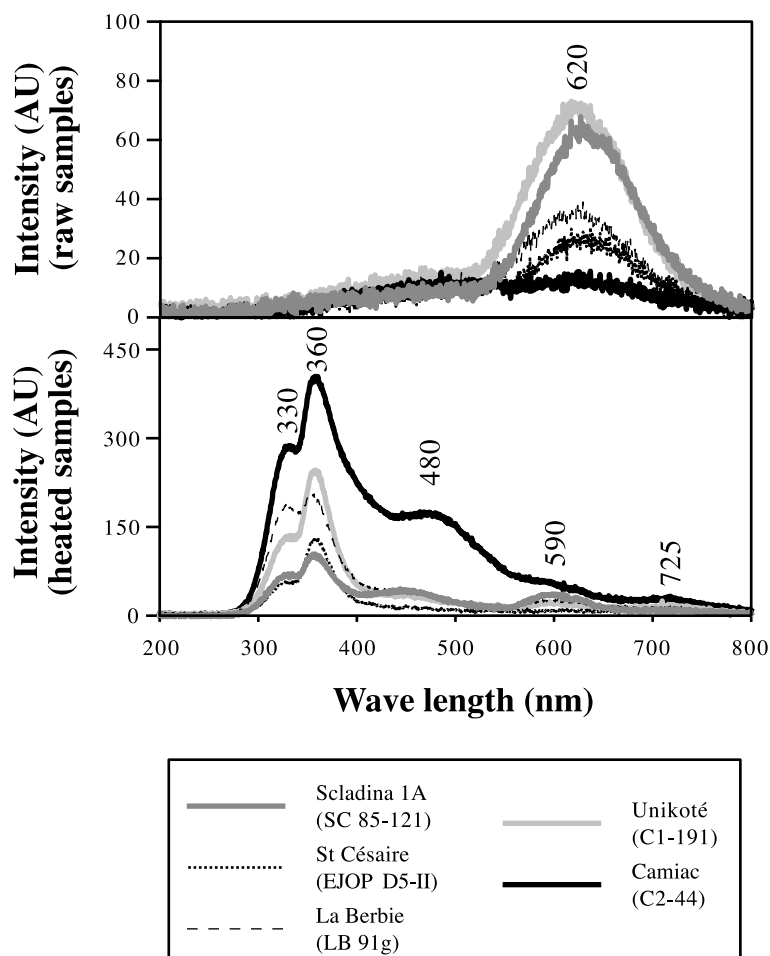 100
80
60
40
20
0
Intensity (AU)
(raw samples)
620
450
300
150
0
Intensity (AU)
(heated samples)
330
360
480
590
725
200 300 400 500 600 700 800
Wave length (nm)
Scladina 1A
(SC 85-121)
St Césaire
(EJOP D5-II)
La Berbie
(LB 91g)
Unikoté
(C1-191)
Camiac
(C2-44)